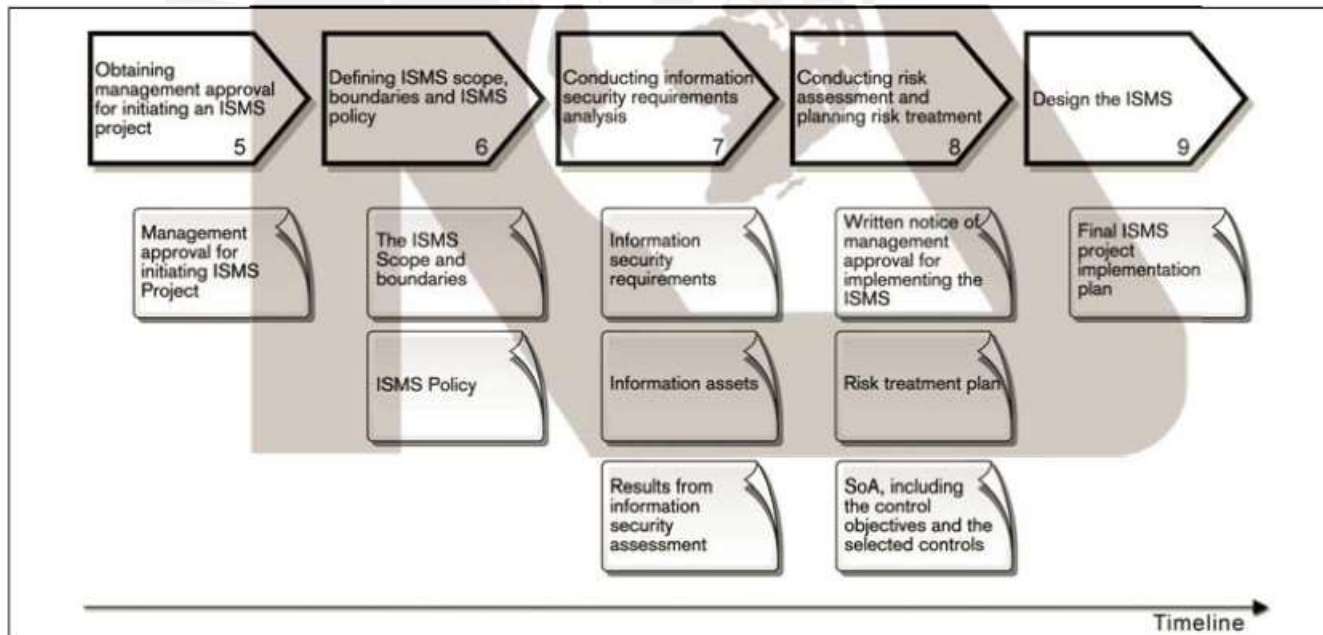 Obtaining
management approval
for initiating an ISMS
project
5
Defining ISMS scope,
boundaries and ISMS
policy
6
Conducting information
security requirements
analysis
7
Conducting risk
assessment and
planning risk treatment
8
Design the ISMS
9
Management
approval for
initiating ISMS
Project
The ISMS
Scope and
boundaries
Information
security
requirements
Written notice of
management
approval for
implementing the
ISMS
Final ISMS
project
implementation
plan
ISMS Policy
Information assets
Risk treatment plan
Results from
information
security
assessment
SoA, including
the control
objectives and the
selected controls
Timeline